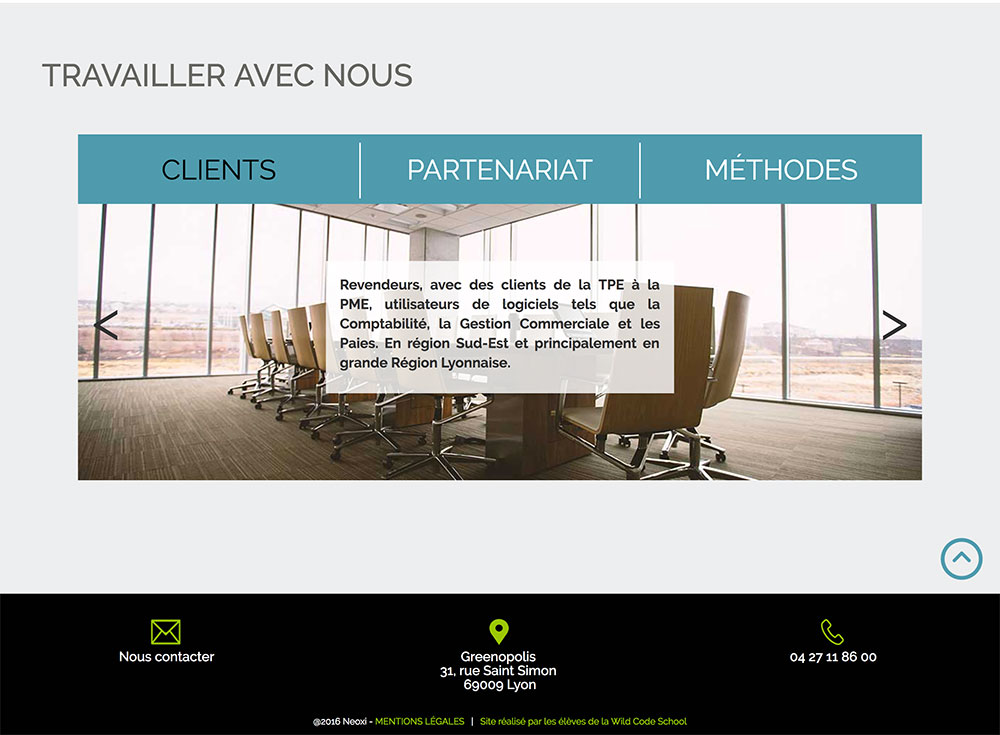 TRAVAILLER AVEC NOUS
CLIENTS
PARTENARIAT
MÉTHODES
Revendeurs, avec des clients de la TPE à la
PME, utilisateurs de logiciels tels que la
Comptabilité, la Gestion Commerciale et les
Paies. En région Sud-Est et principalement en
grande Région Lyonnaise.
Nous contacter
Greenopolis
31, rue Saint Simon
69009 Lyon
04 27 11 86 00
@2016 Neoxi - MENTIONS LÉGALES | Site réalisé par les élèves de la Wild Code School